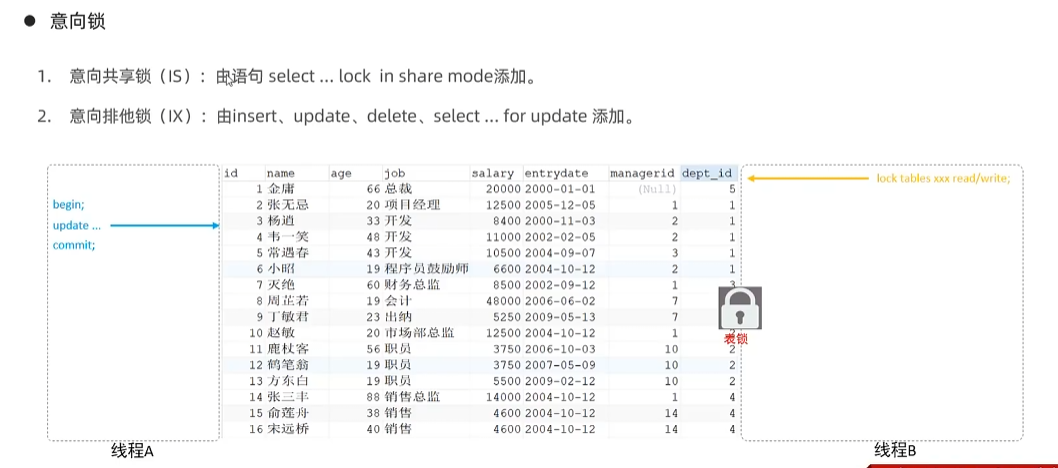 ● 意向锁
1. 意向共享锁（IS）：由语句 select ... lock in share mode添加。
2. 意向排他锁（IX）：由insert、update、delete、select ... for update 添加。
id name age job salary entrydate managerid dept_id
1 金庸 66 总裁 20000 2000-01-01 (Null) 5
2 张无忌 20 项目经理 12500 2005-12-05 1 1
3 杨逍 33 开发 8400 2000-11-03 2 1
4 韦一笑 48 开发 11000 2002-02-05 2 1
5 常遇春 43 开发 10500 2004-09-07 3 1
6 小昭 19 程序员鼓励师 6600 2004-10-12 2 1
7 灭绝 60 财务总监 8500 2002-09-12 1 3
8 周芷若 19 会计 48000 2006-06-02 7
9 丁敏君 23 出纳 5250 2009-05-13 7
10 赵敏 20 市场部总监 12500 2004-10-12 1 2
11 鹿杖客 56 职员 3750 2006-10-03 10 2
12 鹤笔翁 19 职员 3750 2007-05-09 10 2
13 方东白 19 职员 5500 2009-02-12 10 2
14 张三丰 88 销售总监 14000 2004-10-12 1 4
15 俞莲舟 38 销售 4600 2004-10-12 14 4
16 宋远桥 40 销售 4600 2004-10-12 14 4
begin;
update ...
commit;
线程A
lock tables xxx read/write;
表锁
线程B